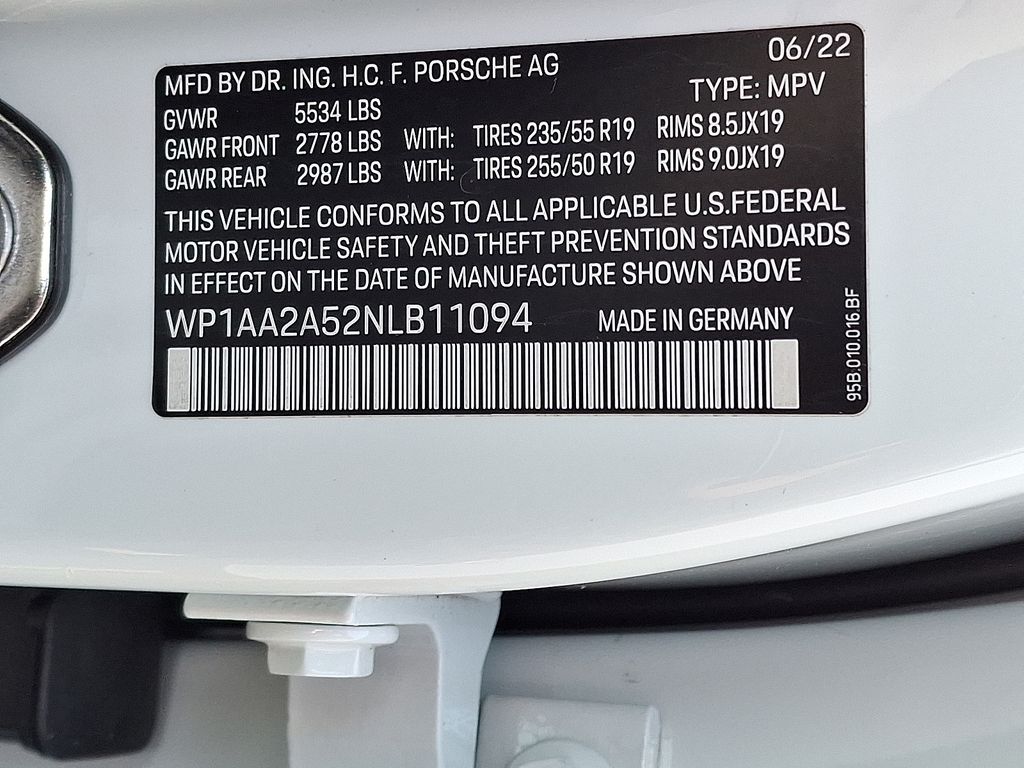 MFD BY DR. ING. H.C. F. PORSCHE AG 06/22
TYPE: MPV
GVWR 5534 LBS
GAWR FRONT 2778 LBS WITH: TIRES 235/55 R19 RIMS 8.5JX19
GAWR REAR 2987 LBS WITH: TIRES 255/50 R19 RIMS 9.0JX19
THIS VEHICLE CONFORMS TO ALL APPLICABLE U.S.FEDERAL
MOTOR VEHICLE SAFETY AND THEFT PREVENTION STANDARDS
IN EFFECT ON THE DATE OF MANUFACTURE SHOWN ABOVE
WP1AA2A52NLB11094 MADE IN GERMANY
95B.010.016.BF